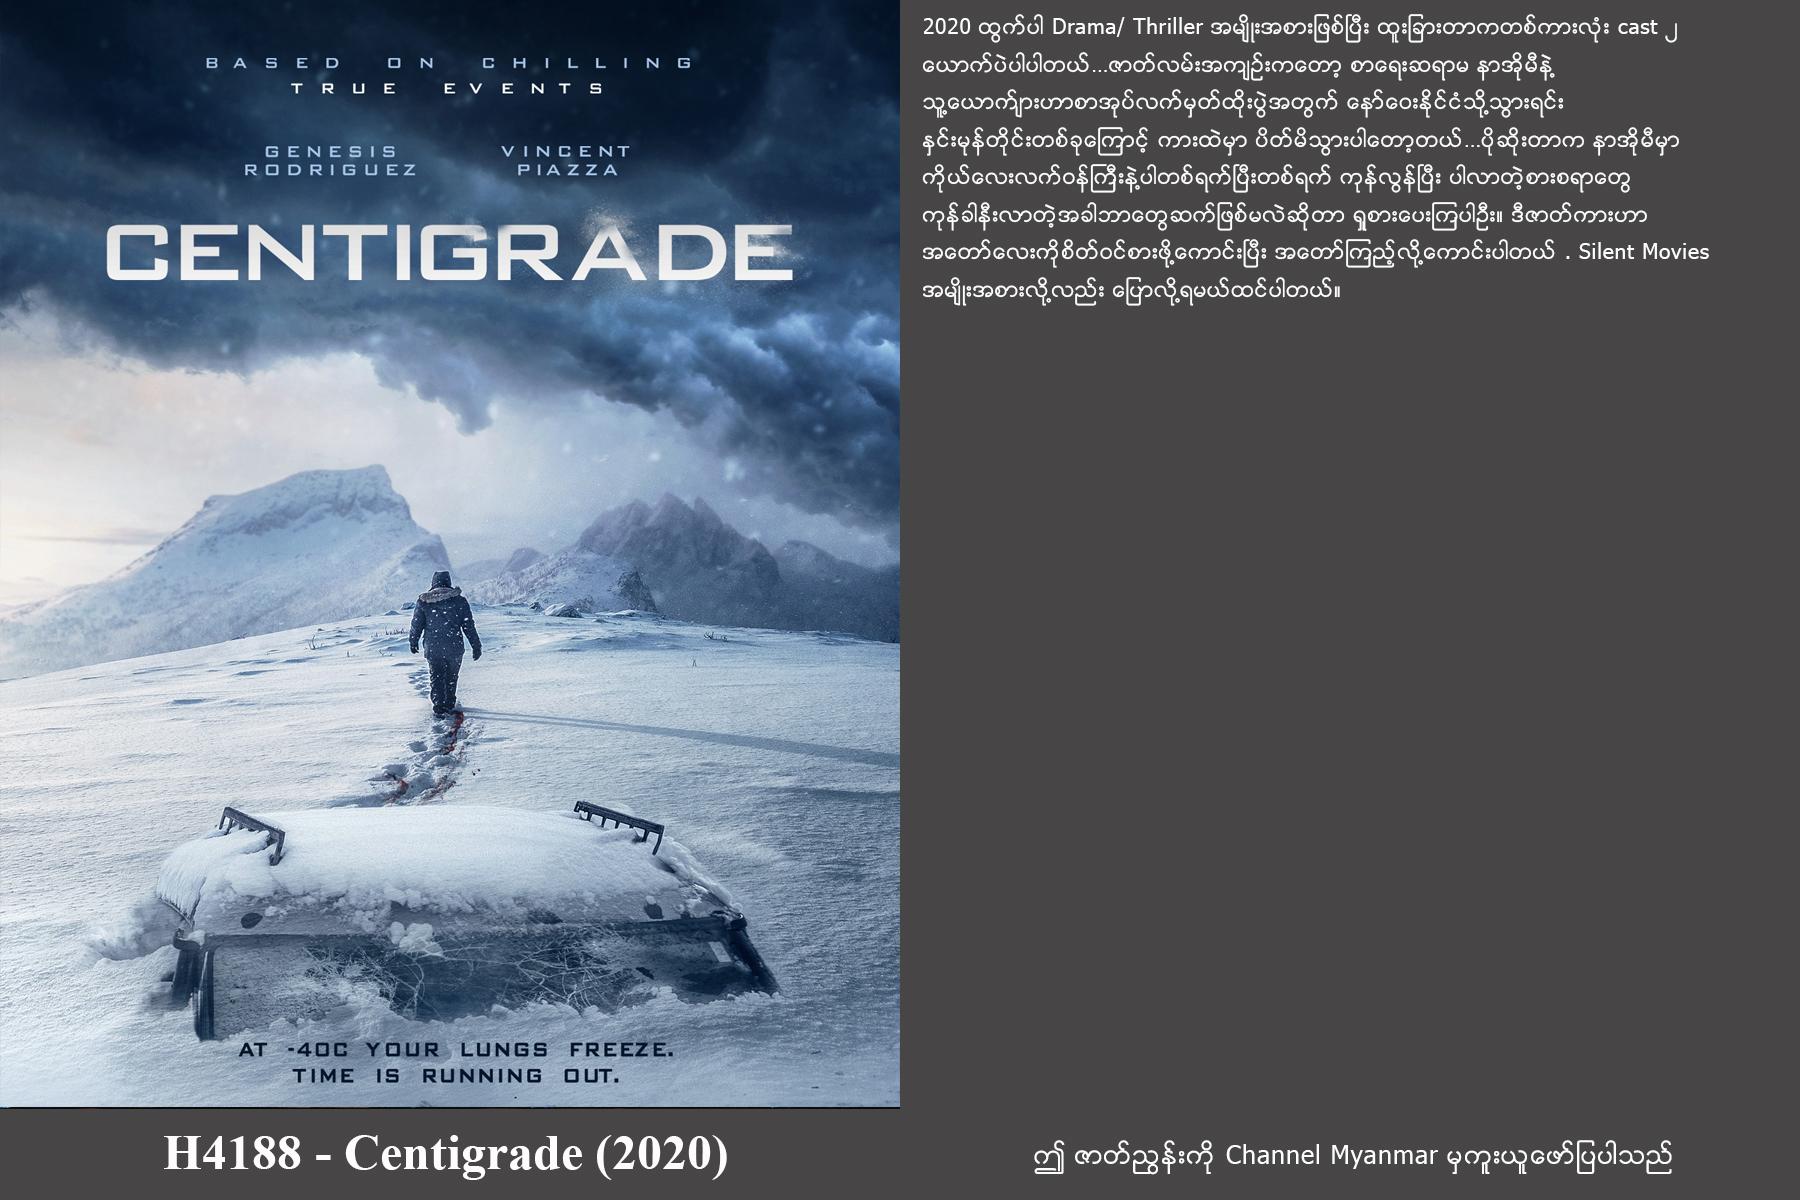 BASED ON CHILLING
TRUE EVENTS
GENESIS
RODRIGUEZ
VINCENT
PIAZZA
CENTIGRADE
AT -40C YOUR LUNGS FREEZE.
TIME IS RUNNING OUT.
H4188 - Centigrade (2020)
2020 ထွက်ပါ Drama/ Thriller အမျိုးအစားဖြစ်ပြီး ထူးခြားတာကတစ်ကားလုံး cast ၂
ယောက်ပဲပါပါတယ်...ဇာတ်လမ်းအကျဉ်းကတော့ စာရေးဆရာမ နာအိုမီနဲ့
သူ့ယောက်ျားဟာစာအုပ်လက်မှတ်ထိုးပွဲအတွက် နော်ဝေးနိုင်ငံသို့သွားရင်း
နှင်းမုန်တိုင်းတစ်ခုကြောင့် ကားထဲမှာ ပိတ်မိသွားပါတော့တယ်...ပိုဆိုးတာက နာအိုမီမှာ
ကိုယ်လေးလက်ဝန်ကြီးနဲ့ပါတစ်ရက်ပြီးတစ်ရက် ကုန်လွန်ပြီး ပါလာတဲ့စားစရာတွေ
ကုန်ခါနီးလာတဲ့အခါဘာတွေဆက်ဖြစ်မလဲဆိုတာ ရှုစားပေးကြပါဦး။ ဒီဇာတ်ကားဟာ
အတော်လေးကိုစိတ်ဝင်စားဖို့ကောင်းပြီး အတော်ကြည့်လို့ကောင်းပါတယ် . Silent Movies
အမျိုးအစားလို့လည်း ပြောလို့ရမယ်ထင်ပါတယ်။
ဤ ဇာတ်ညွှန်းကို Channel Myanmar မှကူးယူဖော်ပြပါသည်